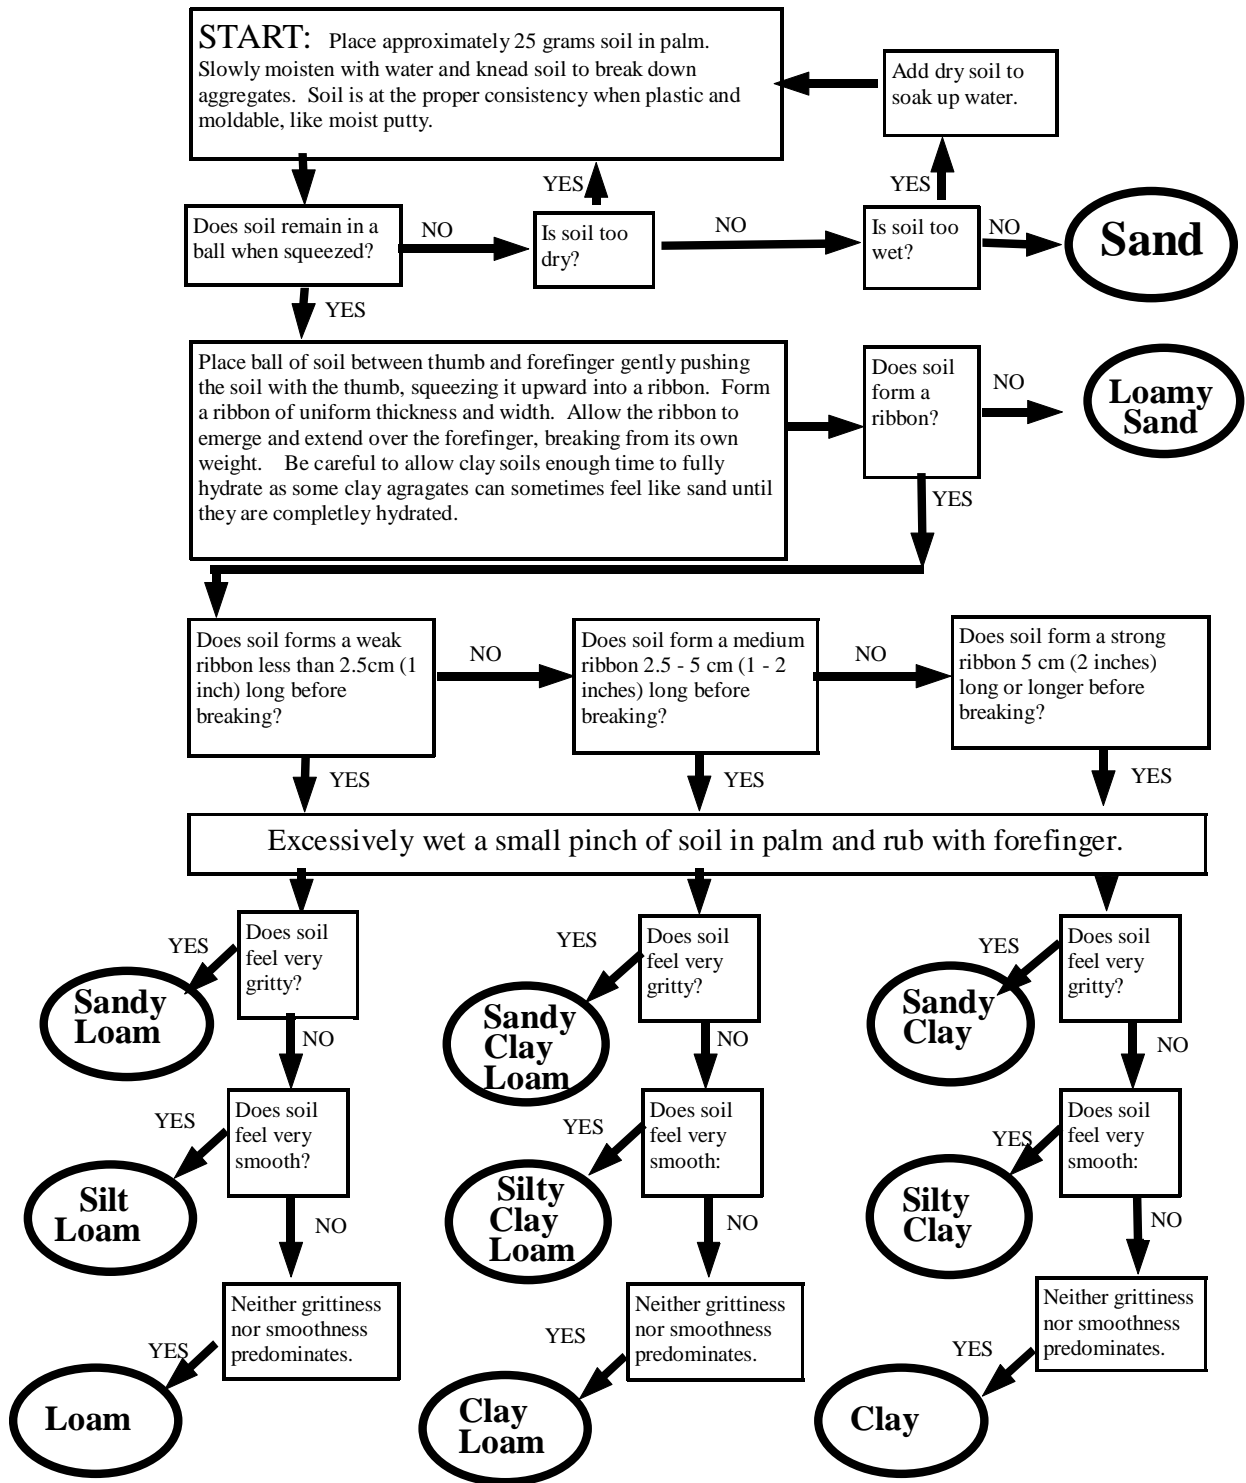 START: Place approximately 25 grams soil in palm.
Slowly moisten with water and knead soil to break down
aggregates. Soil is at the proper consistency when plastic and
moldable, like moist putty.
Add dry soil to
soak up water.
YES
YES
Does soil remain in a
ball when squeezed?
NO
Is soil too
dry?
NO
Is soil too
wet?
NO
Sand
YES
Place ball of soil between thumb and forefinger gently pushing
the soil with the thumb, squeezing it upward into a ribbon. Form
a ribbon of uniform thickness and width. Allow the ribbon to
emerge and extend over the forefinger, breaking from its own
weight. Be careful to allow clay soils enough time to fully
hydrate as some clay agragates can sometimes feel like sand until
they are completley hydrated.
Does soil
form a
ribbon?
NO
Loamy
Sand
YES
Does soil forms a weak
ribbon less than 2.5cm (1
inch) long before
breaking?
NO
Does soil form a medium
ribbon 2.5 - 5 cm (1 - 2
inches) long before
breaking?
NO
Does soil form a strong
ribbon 5 cm (2 inches)
long or longer before
breaking?
YES
YES
YES
Excessively wet a small pinch of soil in palm and rub with forefinger.
Does soil
feel very
gritty?
YES
Sandy
Loam
NO
Does soil
feel very
smooth?
YES
Silt
Loam
NO
Neither grittiness
nor smoothness
predominates.
YES
Loam
Does soil
feel very
gritty?
YES
Sandy
Clay
Loam
NO
Does soil
feel very
smooth:
YES
Silty
Clay
Loam
NO
Neither grittiness
nor smoothness
predominates.
YES
Clay
Loam
Does soil
feel very
gritty?
YES
Sandy
Clay
NO
Does soil
feel very
smooth:
YES
Silty
Clay
NO
Neither grittiness
nor smoothness
predominates.
YES
Clay